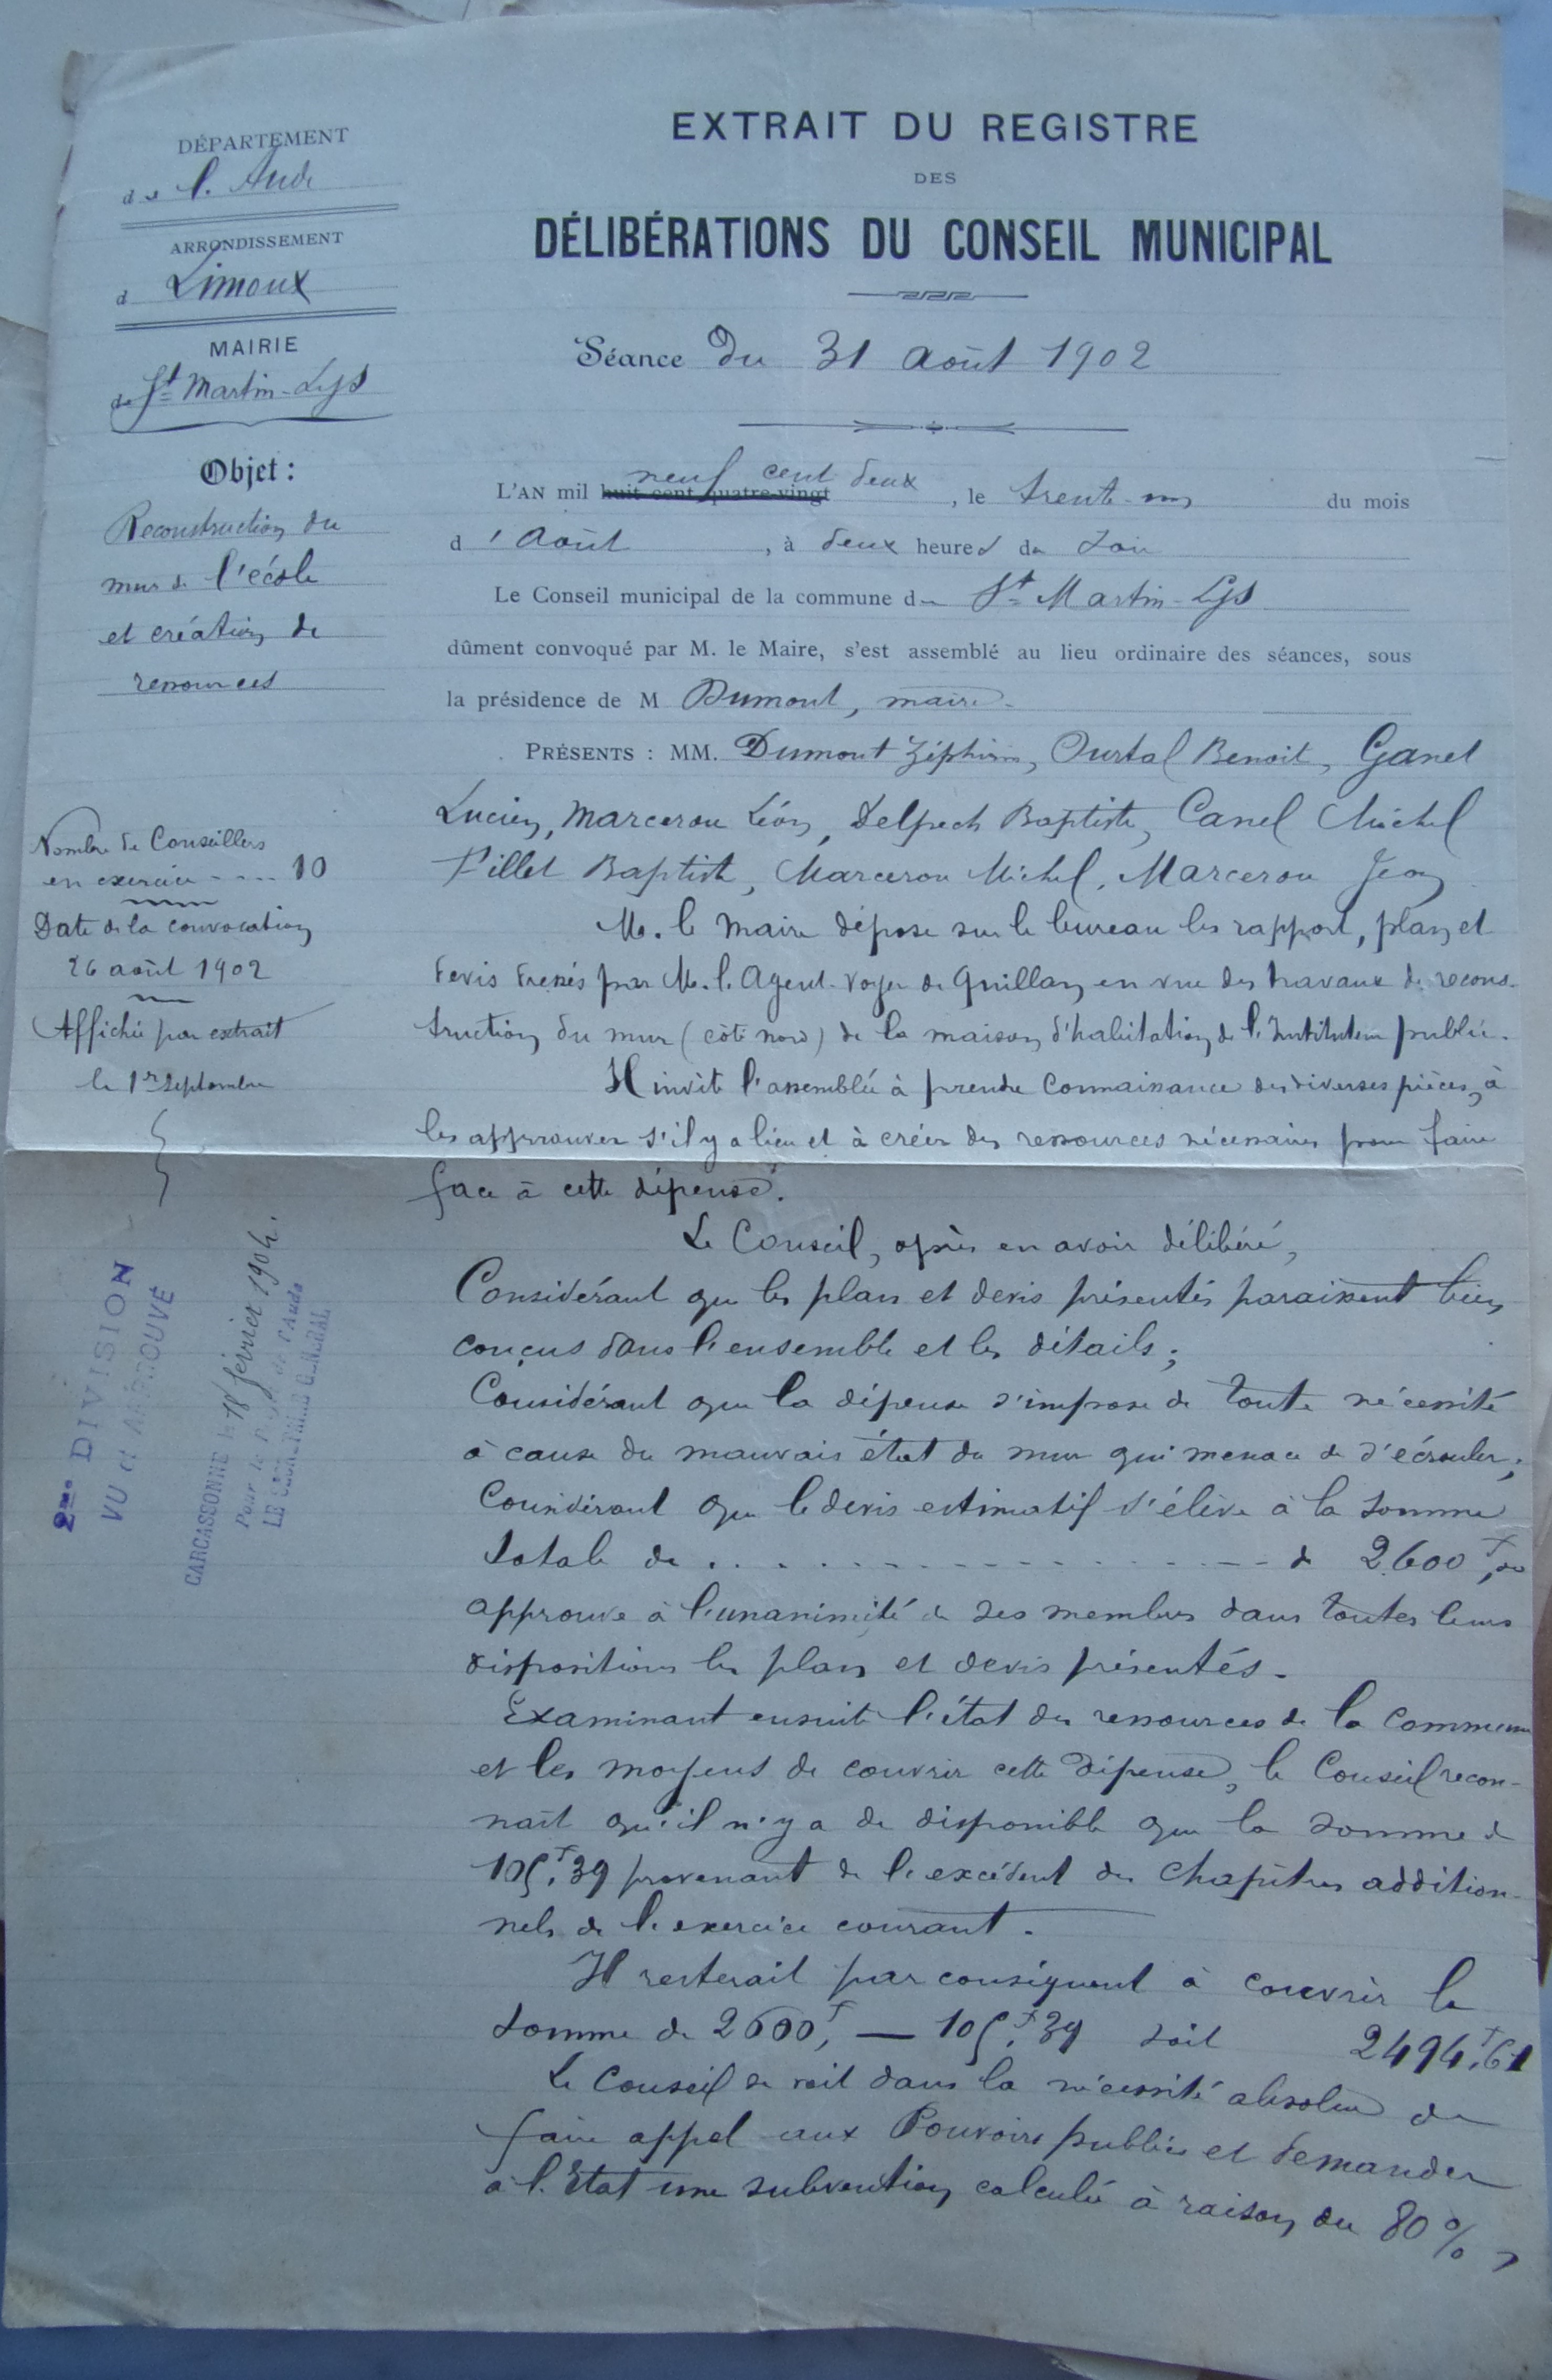 DÉPARTEMENT
de l'Aude
ARRONDISSEMENT
d Limoux
MAIRIE
de St Martin-Lys
Objet :
Reconstruction du
mur de l'école
et création de
ressources
Nombre de Conseillers
en exercice - - - - 10
Date de la convocation
26 août 1902
Affichée par extrait
le 1er Septembre
2me DIVISION
VU et APPROUVÉ
CARCASSONNE le 18 février 1904.
Pour le Préfet de l'Aude
LE SECRÉTAIRE GÉNÉRAL
EXTRAIT DU REGISTRE
DES
DÉLIBÉRATIONS DU CONSEIL MUNICIPAL
Séance du 31 août 1902
L'AN mil huit cent quatre-vingt neuf cent deux, le trente-un du mois
d'Août, à deux heures du soir
Le Conseil municipal de la commune de St Martin-Lys
dûment convoqué par M. le Maire, s'est assemblé au lieu ordinaire des séances, sous
la présidence de M Dumont, maire.
PRÉSENTS : MM. Dumont Zéphirin, Ourtal Benoit, Ganel
Lucien, Marcerou Léon, Delpech Baptiste, Canel Michel
Pillet Baptiste, Marcerou Michel, Marcerou Jean
M. le Maire dépose sur le bureau les rapport, plan et
devis dressés par M. l'Agent-Voyer de Quillan en vue des travaux de recons-
truction du mur (côté nord) de la maison d'habitation de l'Instituteur public.
Il invite l'assemblée à prendre connaissance des diverses pièces, à
les approuver s'il y a lieu et à créer des ressources nécessaires pour faire
face à cette dépense.
Le Conseil, après en avoir délibéré,
Considérant que les plan et devis présentés paraissent bien
conçus dans l'ensemble et les détails ;
Considérant que la dépense s'impose de toute nécessité
à cause du mauvais état du mur qui menace de s'écrouler ;
Considérant que le devis estimatif s'élève à la somme
totale de . . . . . . . . . . . . . . . de 2.600f,00
approuve à l'unanimité de ses membres dans toutes leurs
dispositions les plan et devis présentés.
Examinant ensuite l'état des ressources de la Commune
et les moyens de couvrir cette dépense, le Conseil recon-
naît qu'il n'y a de disponible que la somme de
105f,39 provenant de l'excédent des Chapitres addition-
nels de l'exercice courant.
Il resterait par conséquent à couvrir la
somme de 2600f, — 105f,39 soit 2494f,61
Le Conseil se voit dans la nécessité absolue de
faire appel aux Pouvoirs publics et demander
à l'Etat une subvention calculée à raison du 80 %,